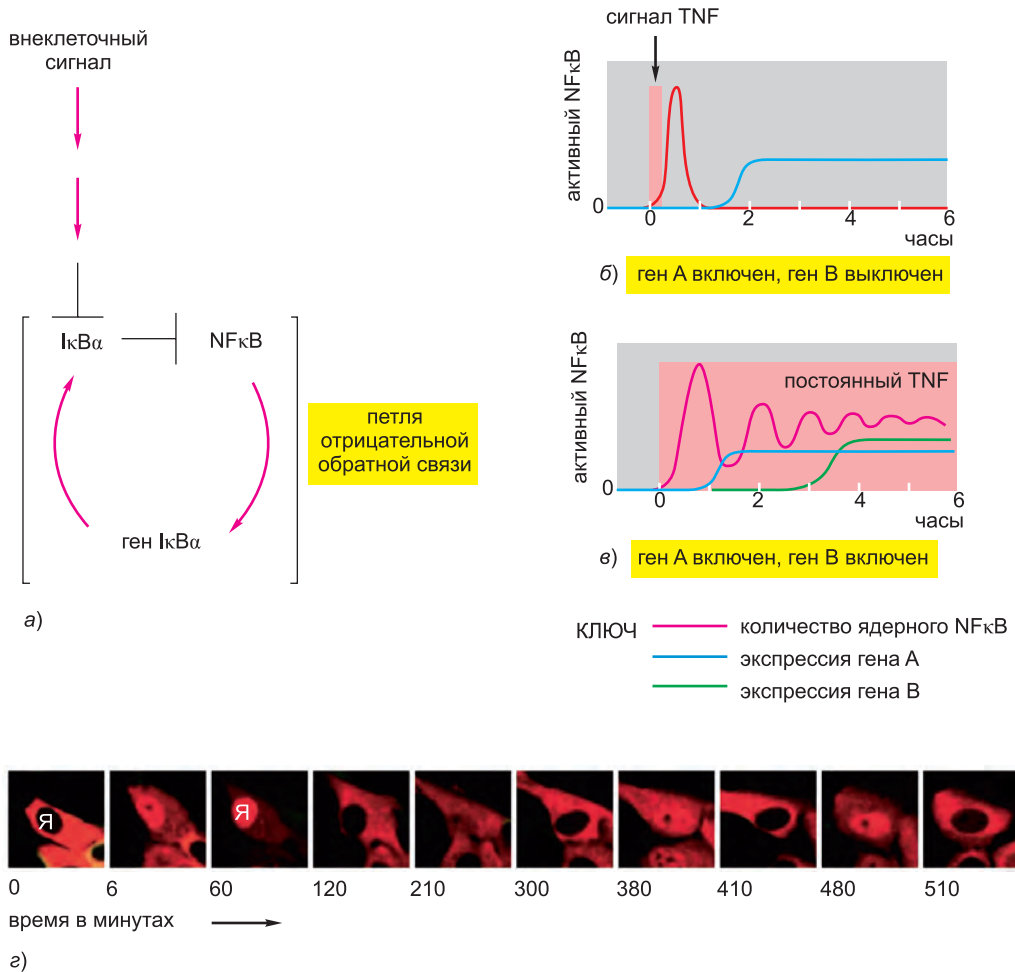 внеклеточный
сигнал
IκBα
NFκB
ген IκBα
петля
отрицательной
обратной связи
а)
сигнал TNF
активный NFκB
0
0 2 4 6
часы
б) ген А включен, ген В выключен
активный NFκB
постоянный TNF
0
0 2 4 6
часы
в) ген А включен, ген В включен
КЛЮЧ
количество ядерного NFκB
экспрессия гена А
экспрессия гена В
Я
Я
0 6 60 120 210 300 380 410 480 510
время в минутах
г)